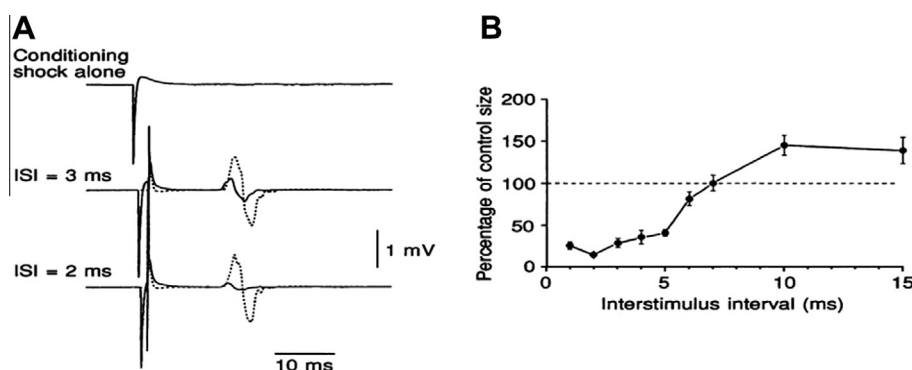 A
Conditioning
shock alone
ISI = 3 ms
ISI = 2 ms
1 mV
10 ms
B
Percentage of control size
200
150
100
50
0
0
5
10
15
Interstimulus interval (ms)